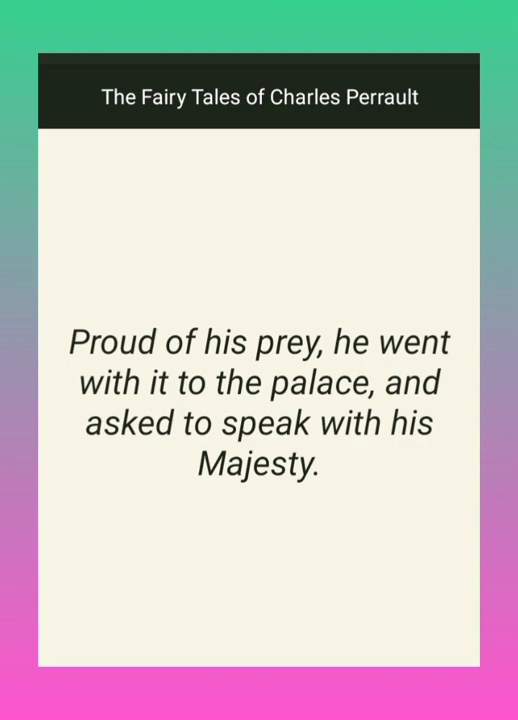 The Fairy Tales of Charles Perrault
Proud of his prey, he went
with it to the palace, and
asked to speak with his
Majesty.